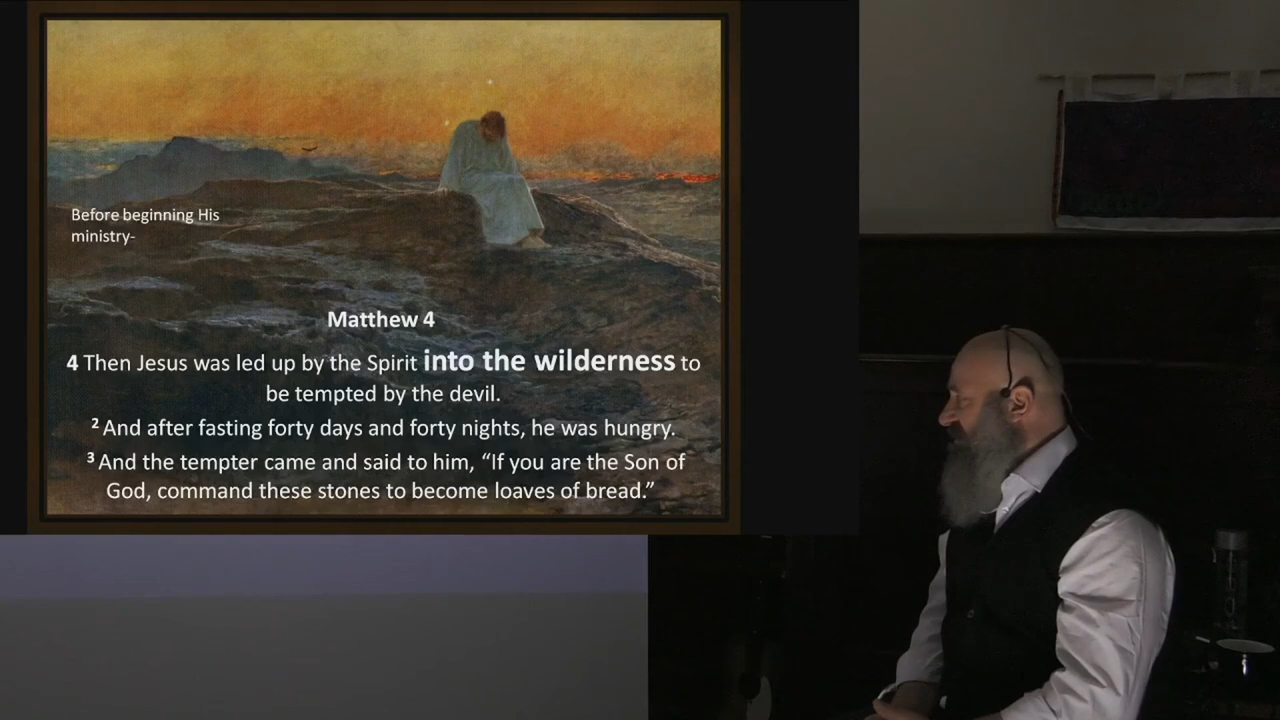 Before beginning His
ministry-
Matthew 4
4 Then Jesus was led up by the Spirit into the wilderness to
be tempted by the devil.
2 And after fasting forty days and forty nights, he was hungry.
3 And the tempter came and said to him, “If you are the Son of
God, command these stones to become loaves of bread.”